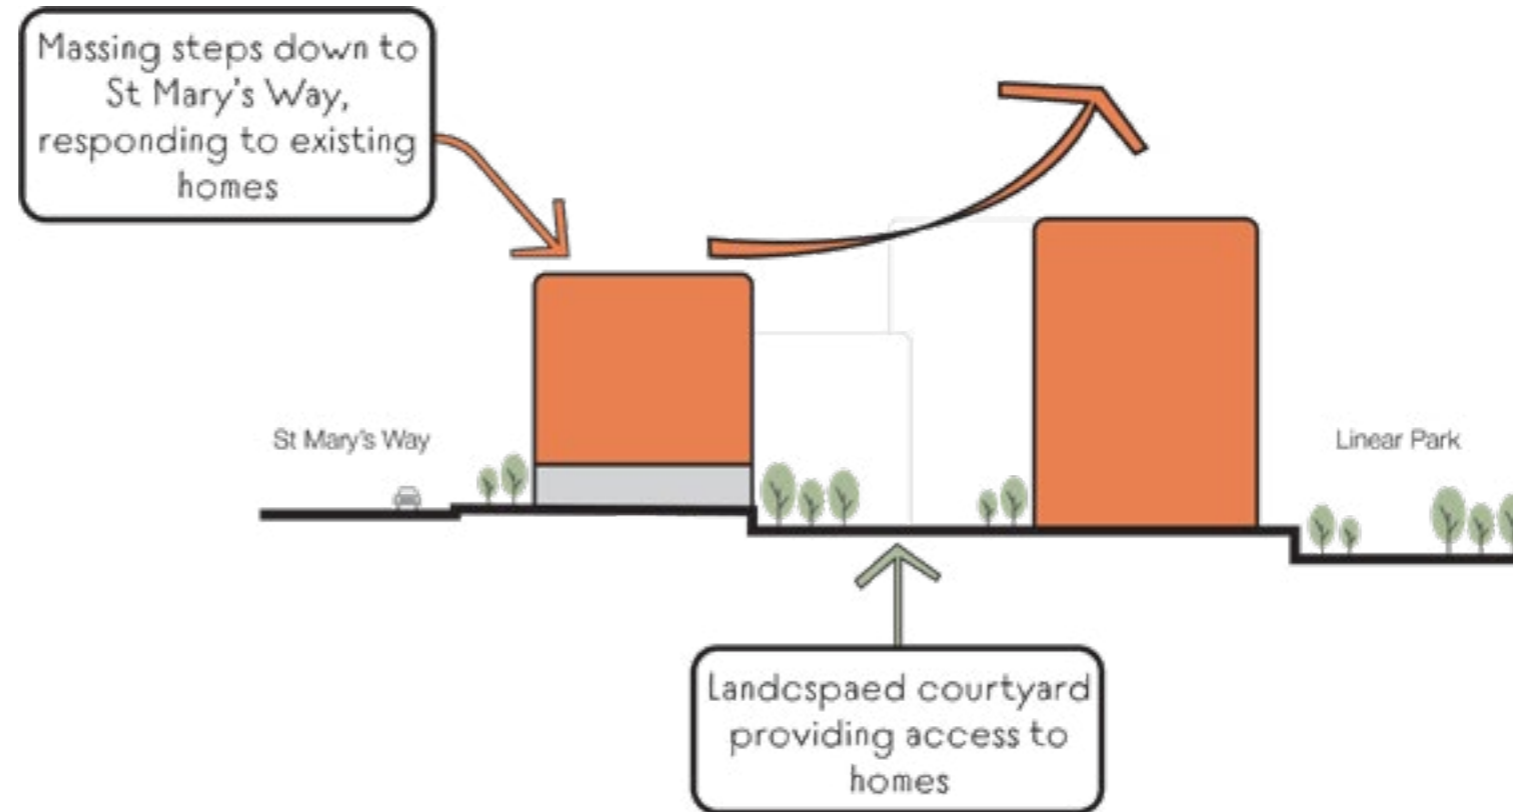 Massing steps down to
St Mary's Way,
responding to existing
homes
St Mary's Way
Linear Park
Landcspaed courtyard
providing access to
homes